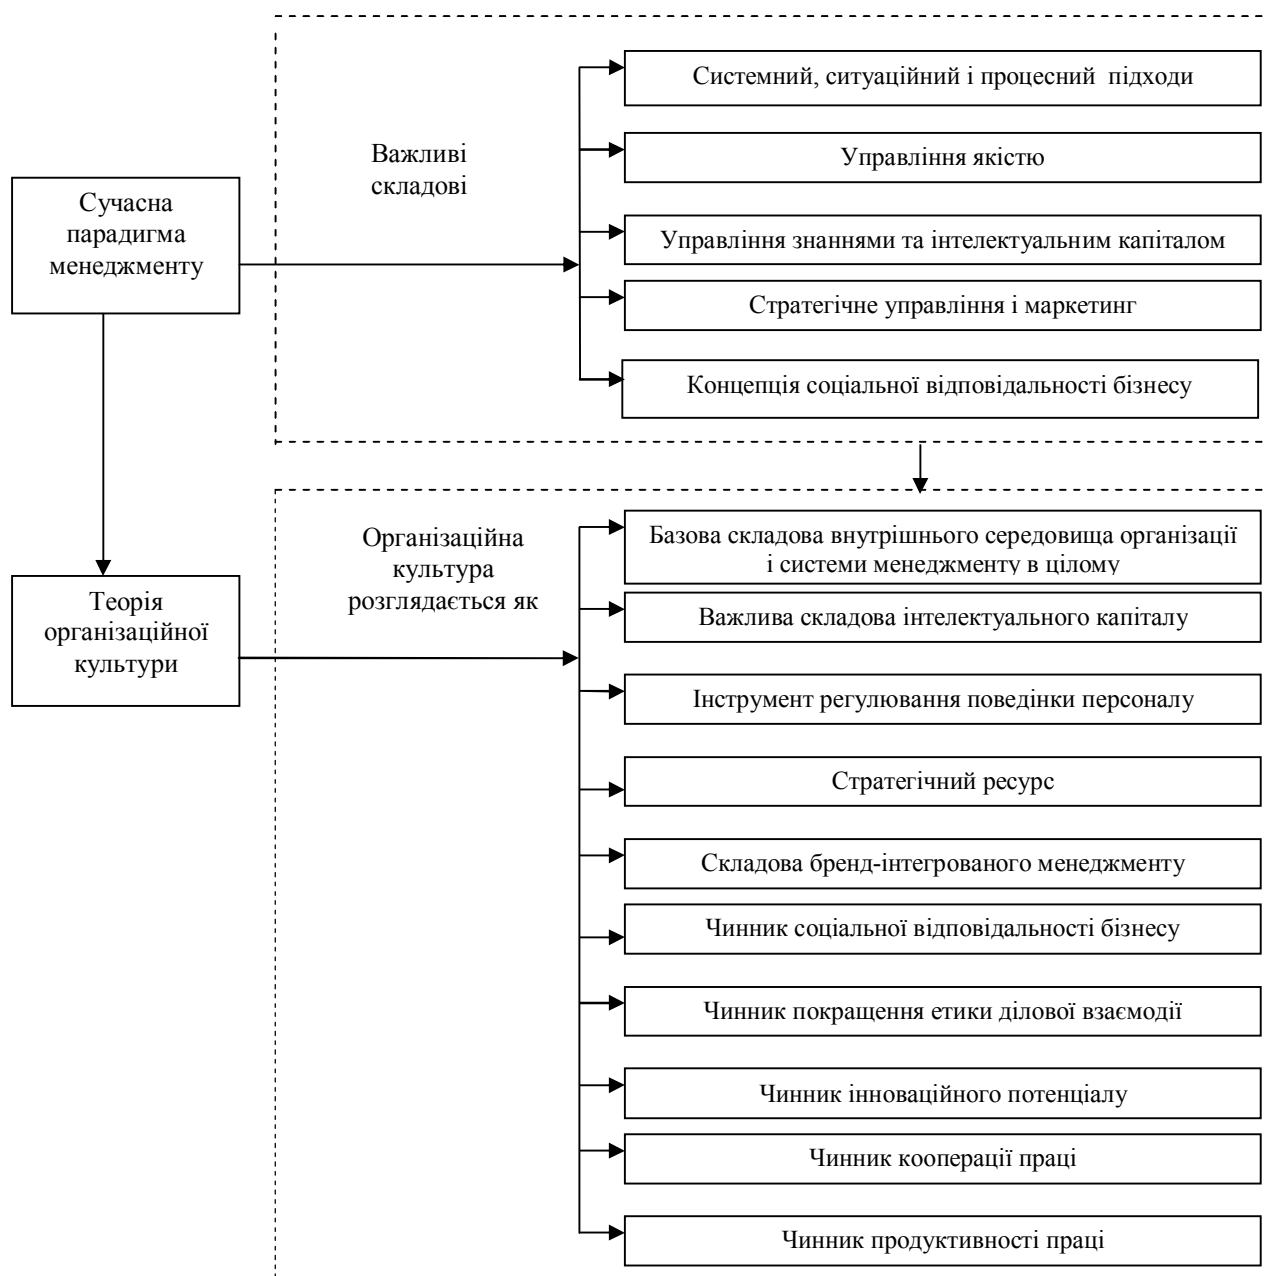 Системний, ситуаційний і процесний підходи
Важливі
складові
Управління якістю
Сучасна
парадигма
менеджменту
Управління знаннями та інтелектуальним капіталом
Стратегічне управління і маркетинг
Концепція соціальної відповідальності бізнесу
Організаційна
культура
розглядається як
Базова складова внутрішнього середовища організації
і системи менеджменту в цілому
Теорія
організаційної
культури
Важлива складова інтелектуального капіталу
Інструмент регулювання поведінки персоналу
Стратегічний ресурс
Складова бренд-інтегрованого менеджменту
Чинник соціальної відповідальності бізнесу
Чинник покращення етики ділової взаємодії
Чинник інноваційного потенціалу
Чинник кооперації праці
Чинник продуктивності праці